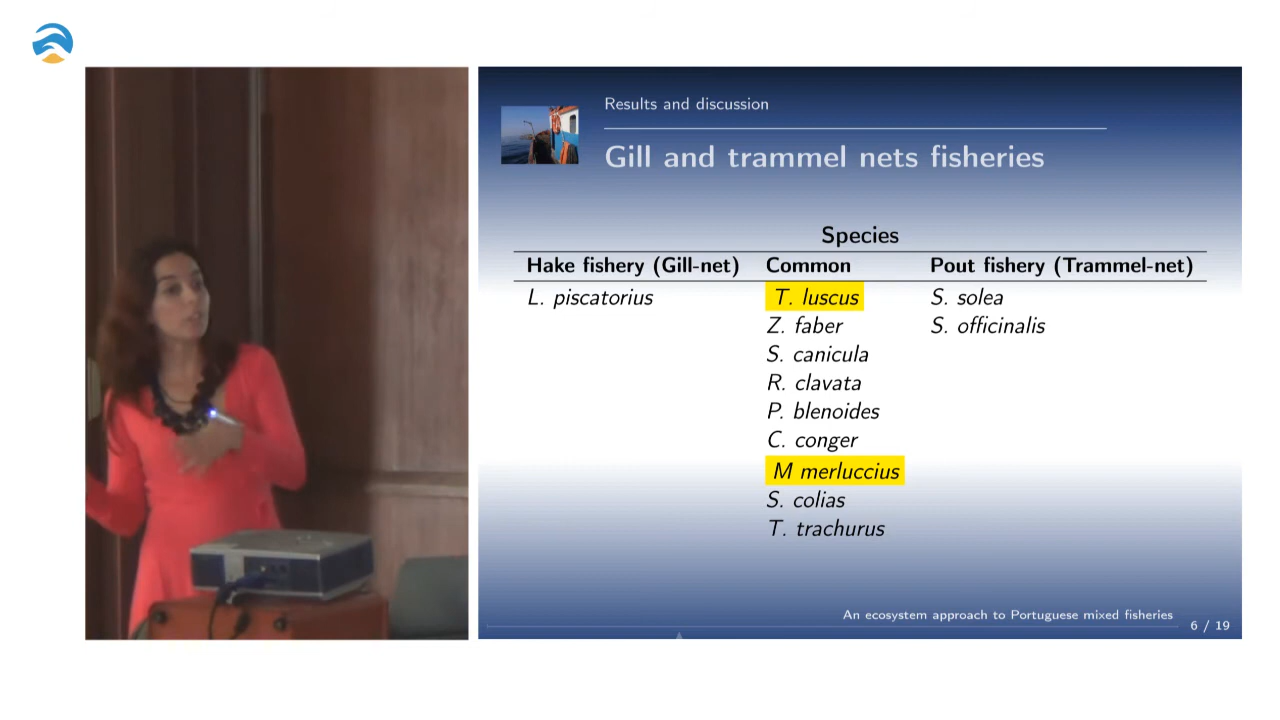 Results and discussion
Gill and trammel nets fisheries
Species
Hake fishery (Gill-net) Common Pout fishery (Trammel-net)
L. piscatorius T. luscus S. solea
Z. faber S. officinalis
S. canicula
R. clavata
P. blenoides
C. conger
M merluccius
S. colias
T. trachurus
An ecosystem approach to Portuguese mixed fisheries
6 / 19